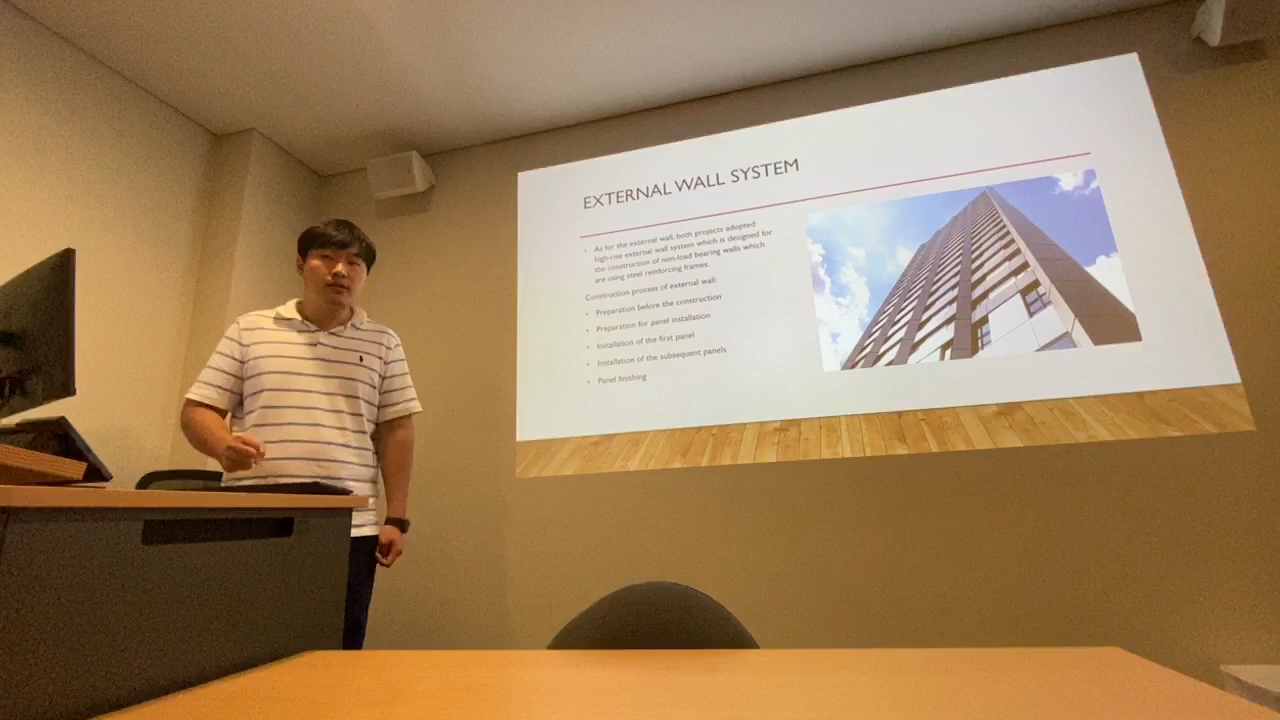 EXTERNAL WALL SYSTEM
• As for the external wall, both projects adopted
high-rise external wall system which is designed for
the construction of non-load bearing walls which
are using steel reinforcing frames.
Construction process of external wall:
• Preparation before the construction
• Preparation for panel installation
• Installation of the first panel
• Installation of the subsequent panels
• Panel finishing